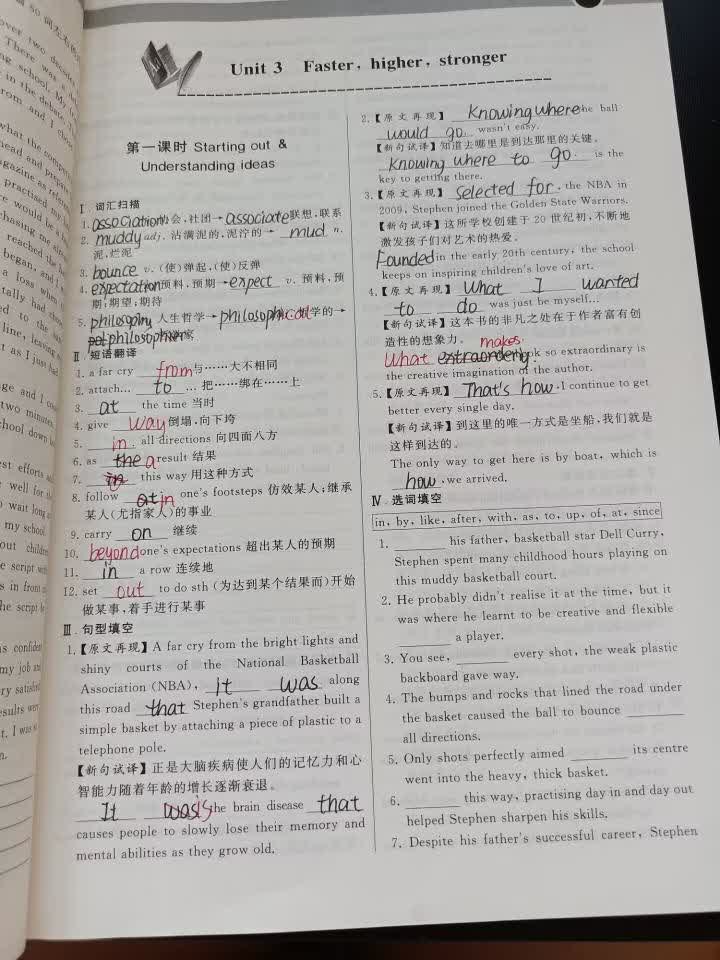 Unit 3 Faster, higher, stronger
第一课时 Starting out &
Understanding ideas
Ⅰ. 词汇扫描
1. association协会,社团→associate联想,联系
2. muddy adj. 沾满泥的,泥泞的→ mud n.
泥,烂泥
3. bounce v. (使)弹起,(使)反弹
4. expectation预料,预期→expect v. 预料,预
期;期望;期待
5. philosophy 人生哲学→philosophical 哲学的→
philosopher
Ⅱ. 短语翻译
1. a far cry from 与……大不相同
2. attach… to … 把……绑在……上
3. at the time 当时
4. give way 倒塌,向下垮
5. in all directions 向四面八方
6. as the a result 结果
7. in this way 用这种方式
8. follow at in one's footsteps 仿效某人;继承
某人(尤指家人)的事业
9. carry on 继续
10. beyond one's expectations 超出某人的预期
11. in a row 连续地
12. set out to do sth (为达到某个结果而)开始
做某事,着手进行某事
Ⅲ. 句型填空
1.【原文再现】A far cry from the bright lights and
shiny courts of the National Basketball
Association (NBA), it was along
this road that Stephen's grandfather built a
simple basket by attaching a piece of plastic to a
telephone pole.
【新句试译】正是大脑疾病使人们的记忆力和心
智能力随着年龄的增长逐渐衰退。
It was is the brain disease that
causes people to slowly lose their memory and
mental abilities as they grow old.
2.【原文再现】 Knowing where he ball
would go wasn't easy.
【新句试译】知道去哪里是到达那里的关键。
Knowing where to go is the
key to getting there.
3.【原文再现】 selected for the NBA in
2009, Stephen joined the Golden State Warriors.
【新句试译】这所学校创建于 20 世纪初,不断地
激发孩子们对艺术的热爱。
Founded in the early 20th century, the school
keeps on inspiring children's love of art.
4.【原文再现】 What I wanted
to do was just be myself…
【新句试译】这本书的非凡之处在于作者富有创
造性的想象力。 makes
What ok so extraordinary is
the creative imagination of the author.
5.【原文再现】 That's how I continue to get
better every single day.
【新句试译】到这里的唯一方式是坐船,我们就是
这样到达的。
The only way to get here is by boat, which is
how we arrived.
Ⅳ. 选词填空
in, by, like, after, with, as, to, up, of, at, since
1. ________ his father, basketball star Dell Curry,
Stephen spent many childhood hours playing on
this muddy basketball court.
2. He probably didn't realise it at the time, but it
was where he learnt to be creative and flexible
________ a player.
3. You see, ________ every shot, the weak plastic
backboard gave way.
4. The bumps and rocks that lined the road under
the basket caused the ball to bounce ________
all directions.
5. Only shots perfectly aimed ________ its centre
went into the heavy, thick basket.
6. ________ this way, practising day in and day out
helped Stephen sharpen his skills.
7. Despite his father's successful career, Stephen